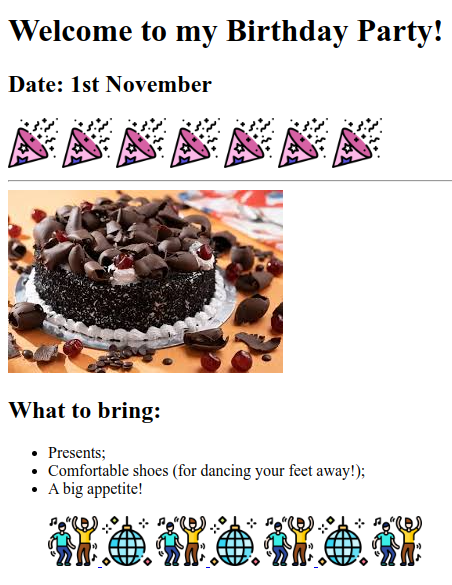 Welcome to my Birthday Party!
Date: 1st November
What to bring:
Presents;
Comfortable shoes (for dancing your feet away!);
A big appetite!